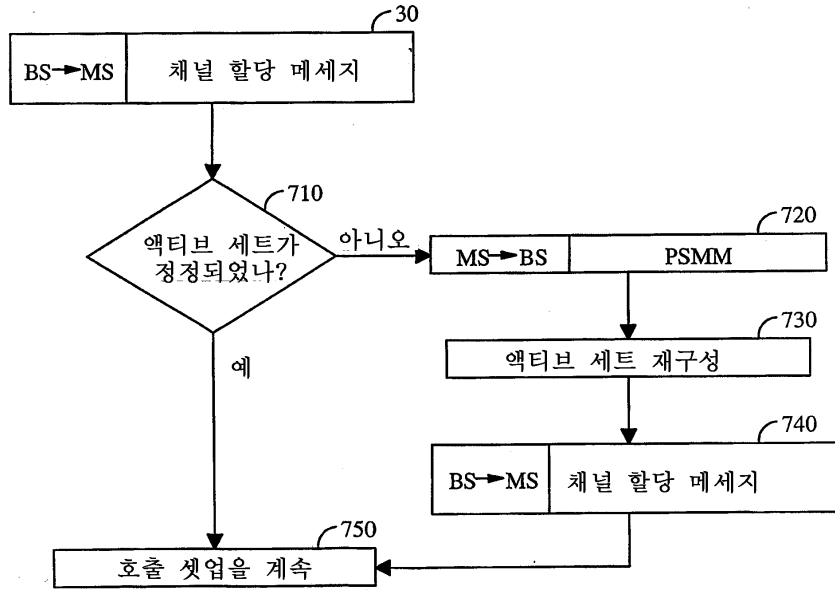 30
BS→MS 채널 할당 메세지
710
액티브 세트가
정정되었나?
아니오
720
MS→BS PSMM
730
액티브 세트 재구성
예
740
BS→MS 채널 할당 메세지
750
호출 셋업을 계속